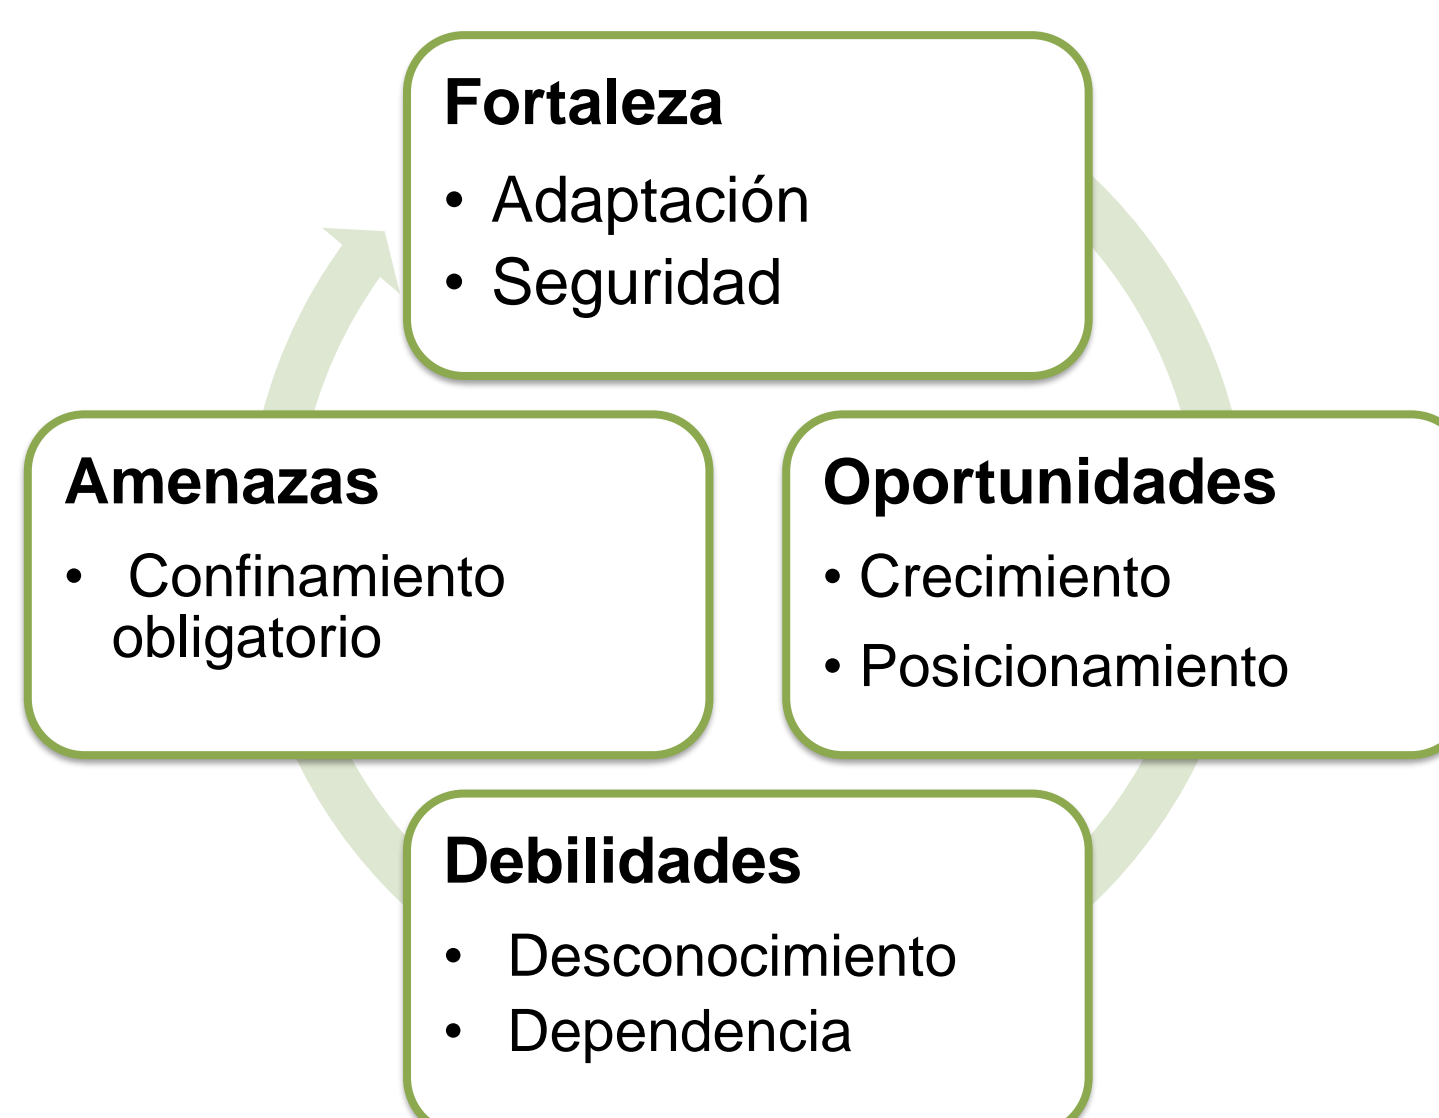 Fortaleza
• Adaptación
• Seguridad
Amenazas
• Confinamiento
obligatorio
Oportunidades
• Crecimiento
• Posicionamiento
Debilidades
• Desconocimiento
• Dependencia